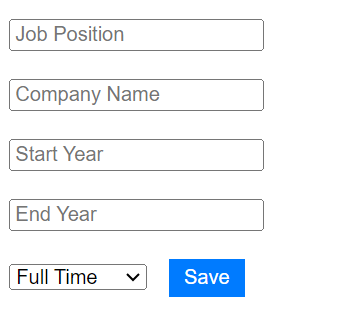 Job Position
Company Name
Start Year
End Year
Full Time Save